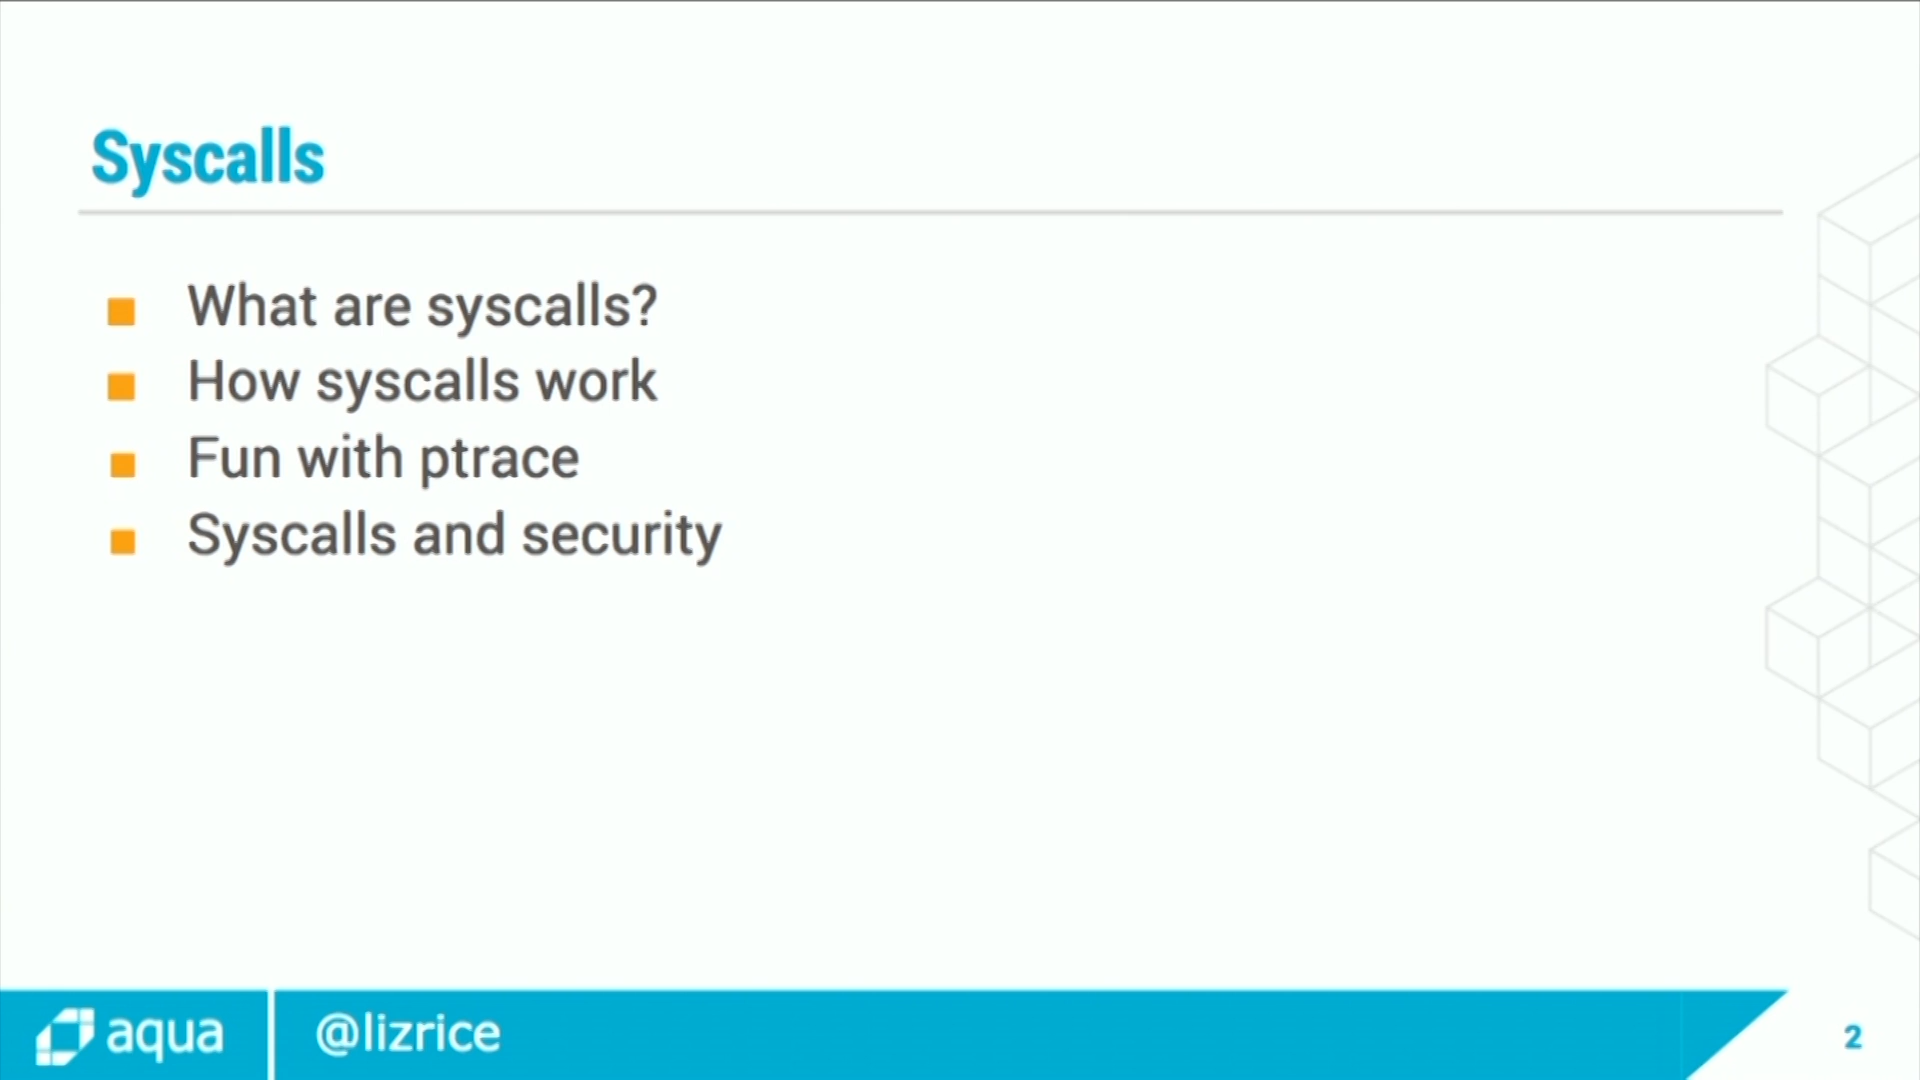 Syscalls
What are syscalls?
How syscalls work
Fun with ptrace
Syscalls and security
aqua
@lizrice
2